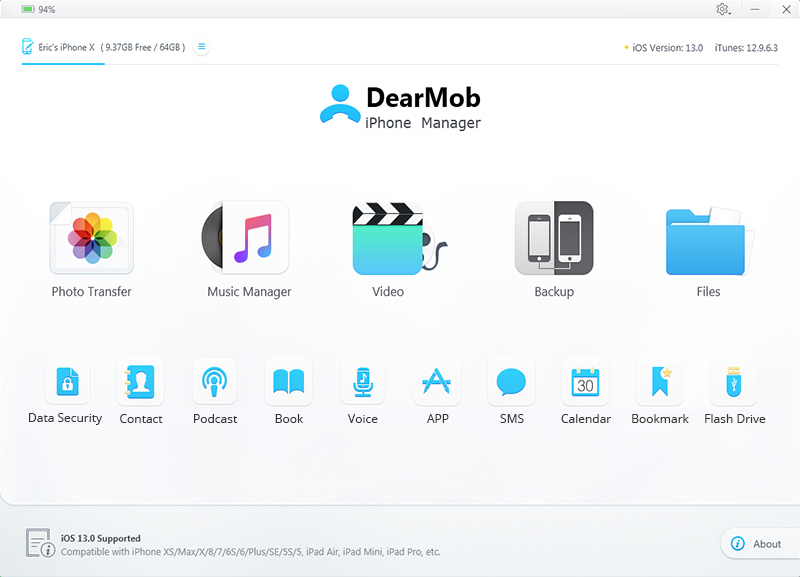 94%
Eric's iPhone X ( 9.37GB Free / 64GB )
iOS Version: 13.0 iTunes: 12.9.6.3
DearMob
iPhone Manager
Photo Transfer Music Manager Video Backup Files
30
Data Security Contact Podcast Book Voice APP SMS Calendar Bookmark Flash Drive
iOS 13.0 Supported
Compatible with iPhone XS/Max/X/8/7/6S/6/Plus/SE/5S/5, iPad Air, iPad Mini, iPad Pro, etc.
About